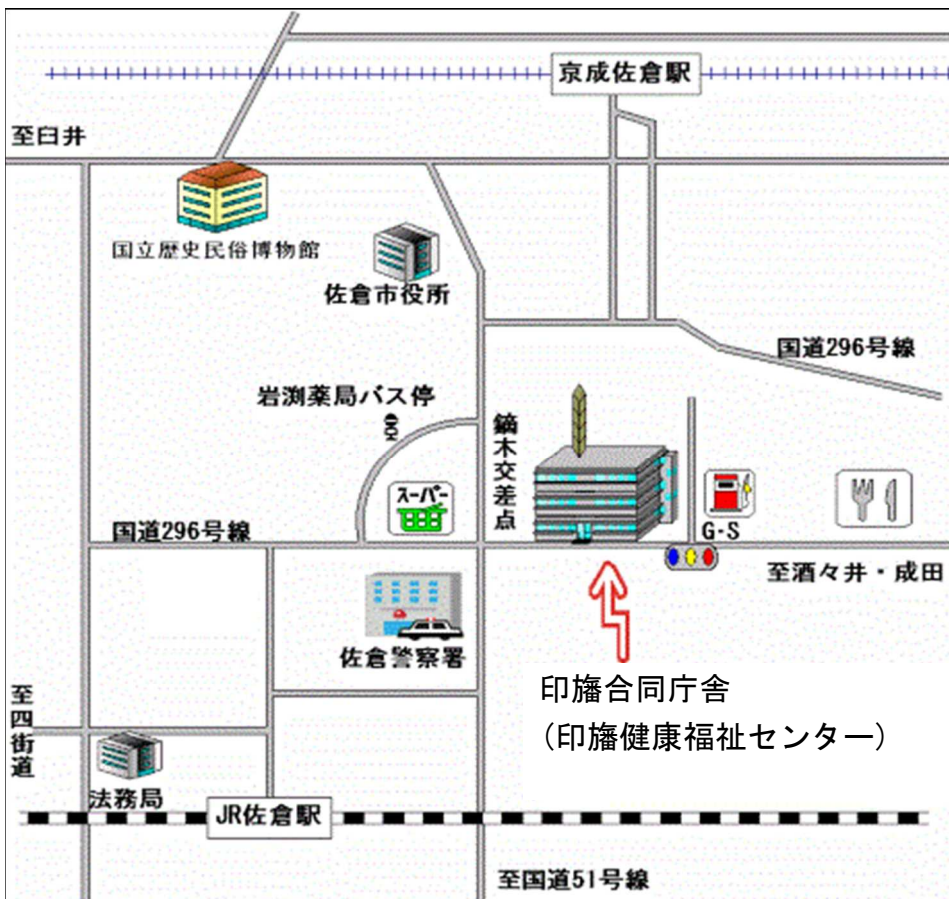 京成佐倉駅
至臼井
国立歴史民俗博物館
佐倉市役所
国道296号線
岩渕薬局バス停
鏑木交差点
スーパー
G-S
国道296号線
至酒々井・成田
佐倉警察署
印旛合同庁舎
（印旛健康福祉センター）
至四街道
法務局
JR佐倉駅
至国道51号線